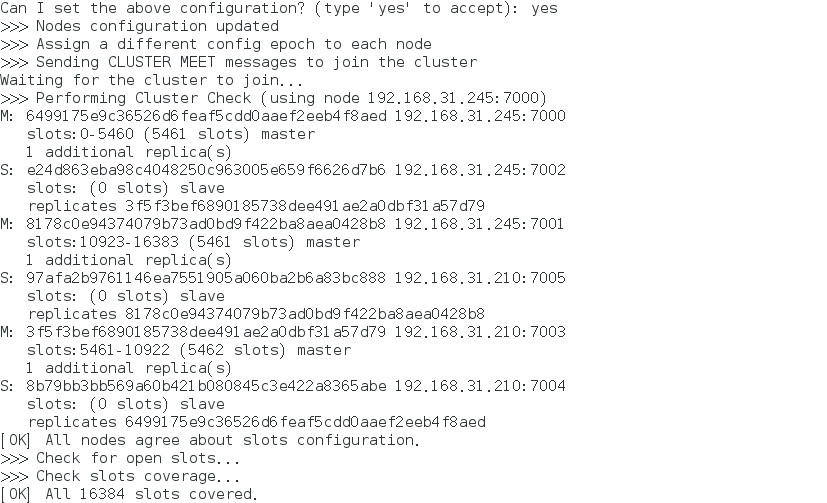 Can I set the above configuration? (type 'yes' to accept): yes
>>> Nodes configuration updated
>>> Assign a different config epoch to each node
>>> Sending CLUSTER MEET messages to join the cluster
Waiting for the cluster to join...
>>> Performing Cluster Check (using node 192.168.31.245:7000)
M: 6499175e9c36526d6feaf5cdd0aaef2eeb4f8aed 192.168.31.245:7000
   slots:0-5460 (5461 slots) master
   1 additional replica(s)
S: e24d863eba98c4048250c963005e659f6626d7b6 192.168.31.245:7002
   slots: (0 slots) slave
   replicates 3f5f3bef6890185738dee491ae2a0dbf31a57d79
M: 8178c0e94374079b73ad0bd9f422ba8aea0428b8 192.168.31.245:7001
   slots:10923-16383 (5461 slots) master
   1 additional replica(s)
S: 97afa2b9761146ea7551905a060ba2b6a83bc888 192.168.31.210:7005
   slots: (0 slots) slave
   replicates 8178c0e94374079b73ad0bd9f422ba8aea0428b8
M: 3f5f3bef6890185738dee491ae2a0dbf31a57d79 192.168.31.210:7003
   slots:5461-10922 (5462 slots) master
   1 additional replica(s)
S: 8b79bb3bb569a60b421b080845c3e422a8365abe 192.168.31.210:7004
   slots: (0 slots) slave
   replicates 6499175e9c36526d6feaf5cdd0aaef2eeb4f8aed
[OK] All nodes agree about slots configuration.
>>> Check for open slots...
>>> Check slots coverage...
[OK] All 16384 slots covered.